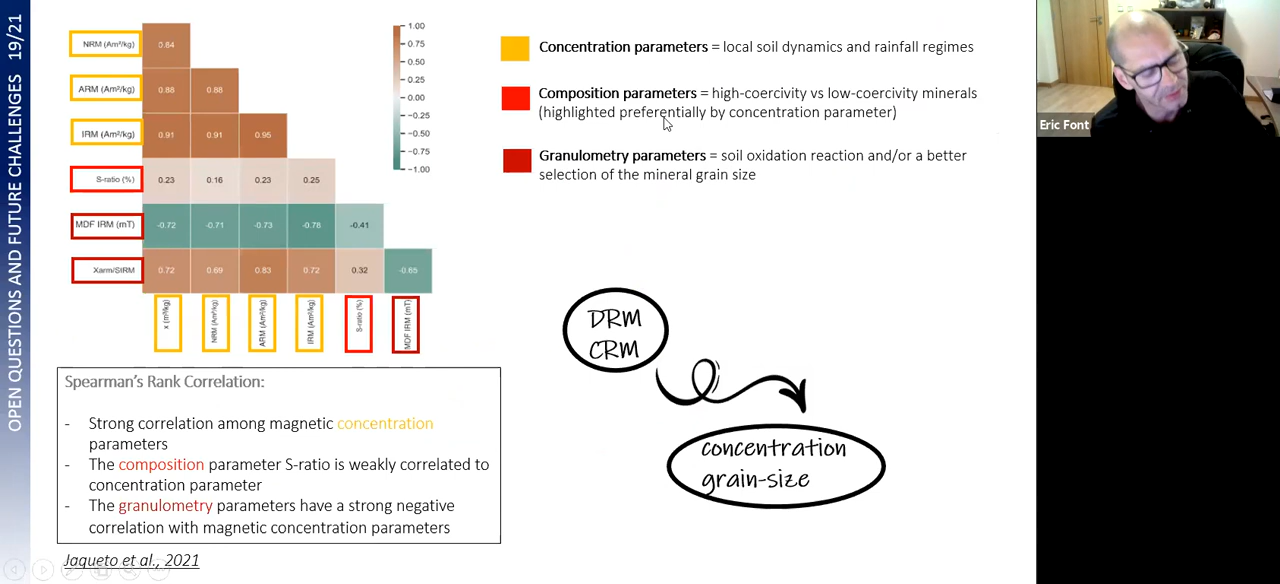 OPEN QUESTIONS AND FUTURE CHALLENGES 19/21
NRM (Am²/kg)
0.84
ARM (Am²/kg)
0.88 0.88
IRM (Am²/kg)
0.91 0.91 0.95
S-ratio (%)
0.23 0.16 0.23 0.25
MDF IRM (mT)
-0.72 -0.71 -0.73 -0.78 -0.41
Xarm/SIRM
0.72 0.69 0.83 0.72 0.32 -0.65
χ (m³/kg)
NRM (Am²/kg)
ARM (Am²/kg)
IRM (Am²/kg)
S-ratio (%)
MDF IRM (mT)
1.00
0.75
0.50
0.25
0.00
-0.25
-0.50
-0.75
-1.00
Concentration parameters = local soil dynamics and rainfall regimes
Composition parameters = high-coercivity vs low-coercivity minerals
(highlighted preferentially by concentration parameter)
Granulometry parameters = soil oxidation reaction and/or a better
selection of the mineral grain size
DRM
CRM
concentration
grain-size
Spearman's Rank Correlation:
- Strong correlation among magnetic concentration
parameters
- The composition parameter S-ratio is weakly correlated to
concentration parameter
- The granulometry parameters have a strong negative
correlation with magnetic concentration parameters
Jaqueto et al., 2021
Eric Font